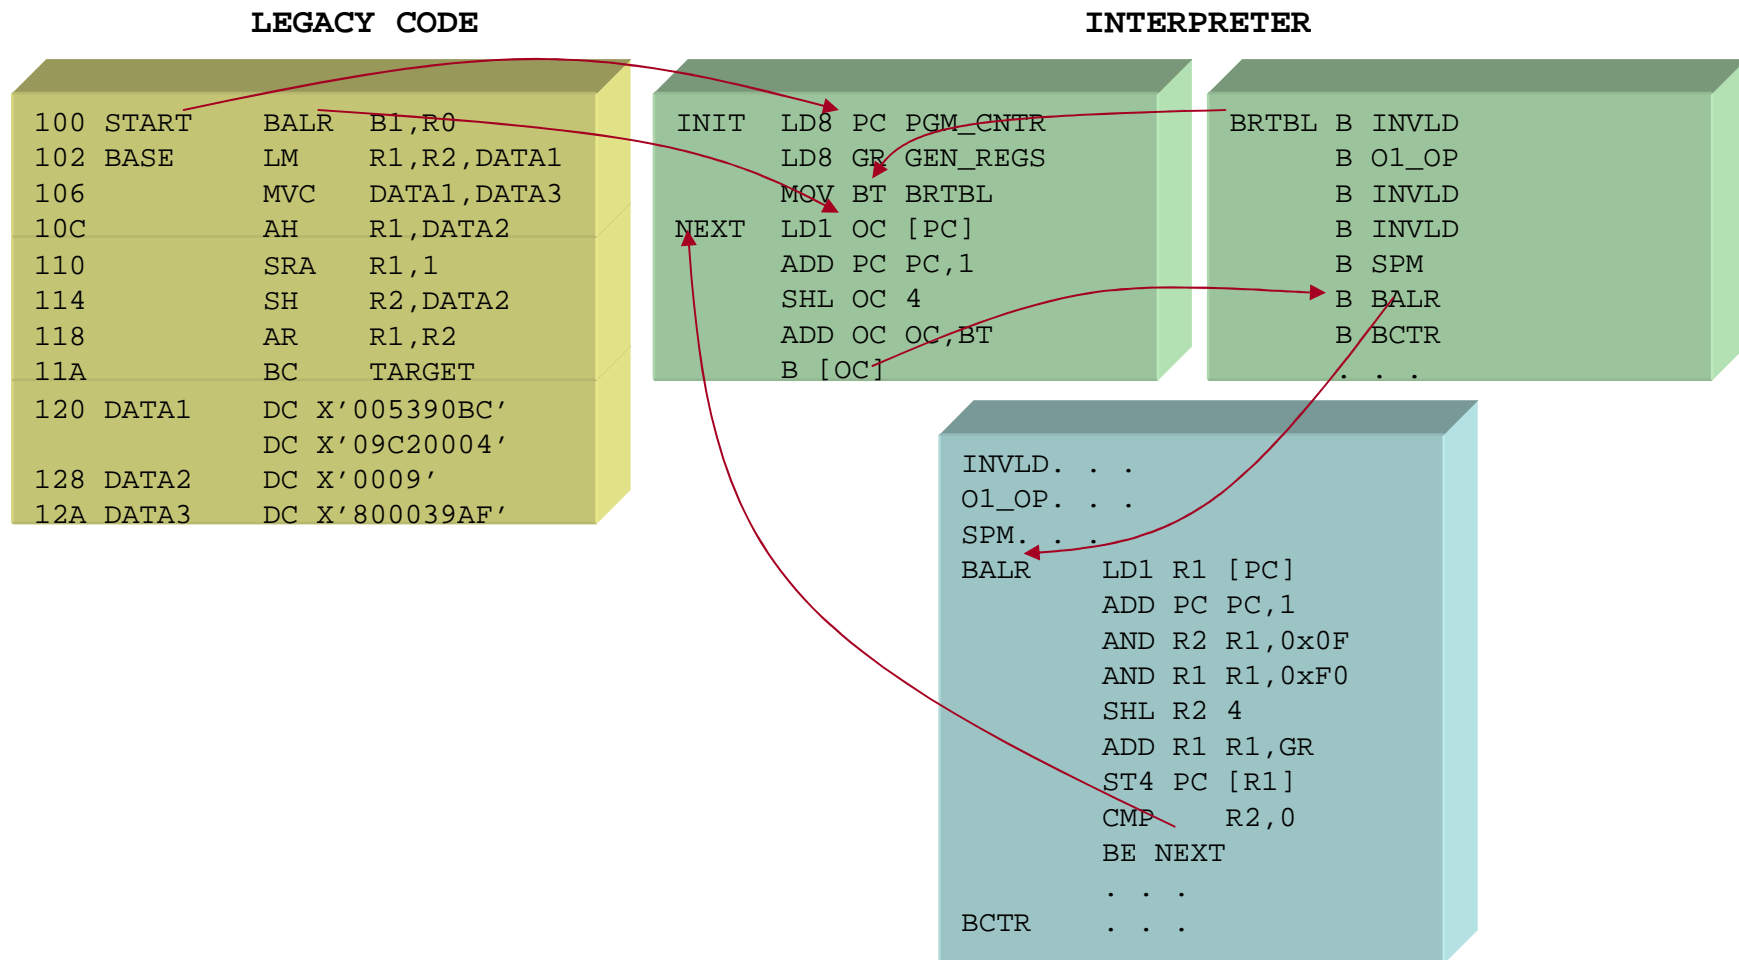 LEGACY CODE
100 START BALR B1,R0
102 BASE LM R1,R2,DATA1
106 MVC DATA1,DATA3
10C AH R1,DATA2
110 SRA R1,1
114 SH R2,DATA2
118 AR R1,R2
11A BC TARGET
120 DATA1 DC X'005390BC'
DC X'09C20004'
128 DATA2 DC X'0009'
12A DATA3 DC X'800039AF'
INTERPRETER
INIT LD8 PC PGM_CNTR
LD8 GR GEN_REGS
MOV BT BRTBL
NEXT LD1 OC [PC]
ADD PC PC,1
SHL OC 4
ADD OC OC,BT
B [OC]
BRTBL B INVLD
B O1_OP
B INVLD
B INVLD
B SPM
B BALR
B BCTR
. . .
INVLD. . .
O1_OP. . .
SPM. . .
BALR LD1 R1 [PC]
ADD PC PC,1
AND R2 R1,0x0F
AND R1 R1,0xF0
SHL R2 4
ADD R1 R1,GR
ST4 PC [R1]
CMP R2,0
BE NEXT
. . .
BCTR . . .